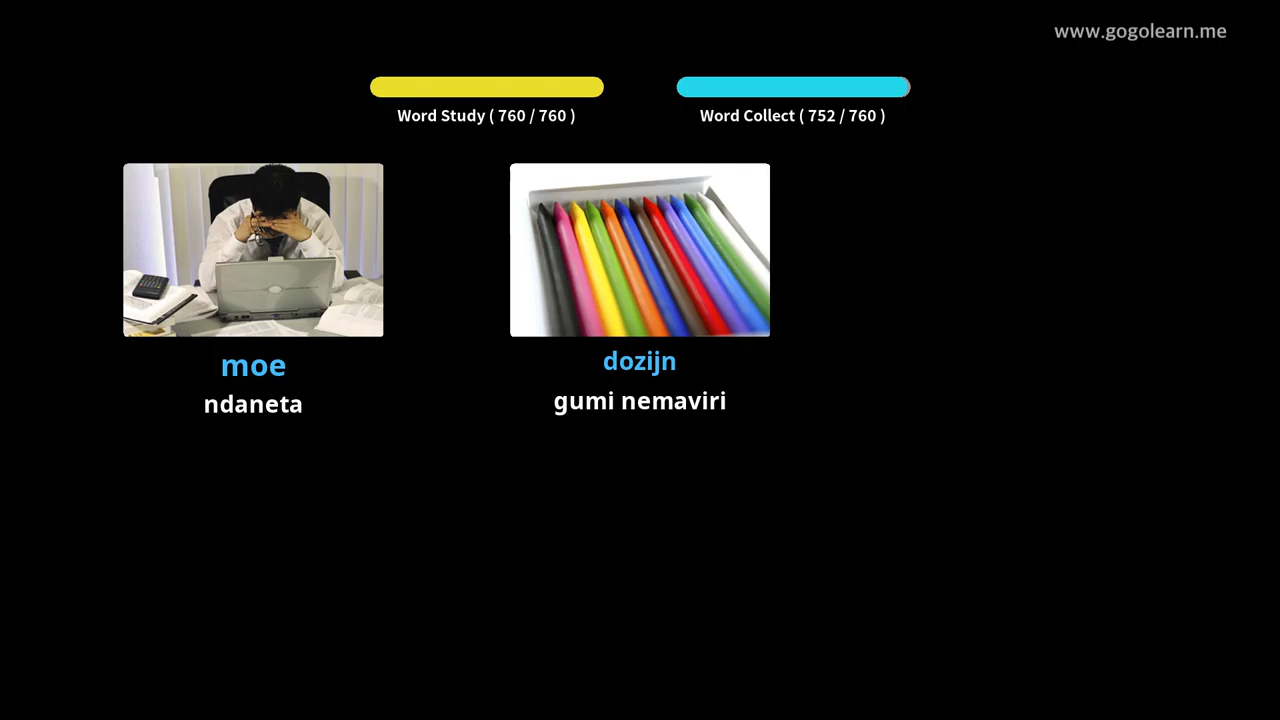 www.gogolearn.me
Word Study ( 760 / 760 )
Word Collect ( 752 / 760 )
moe
ndaneta
dozijn
gumi nemaviri